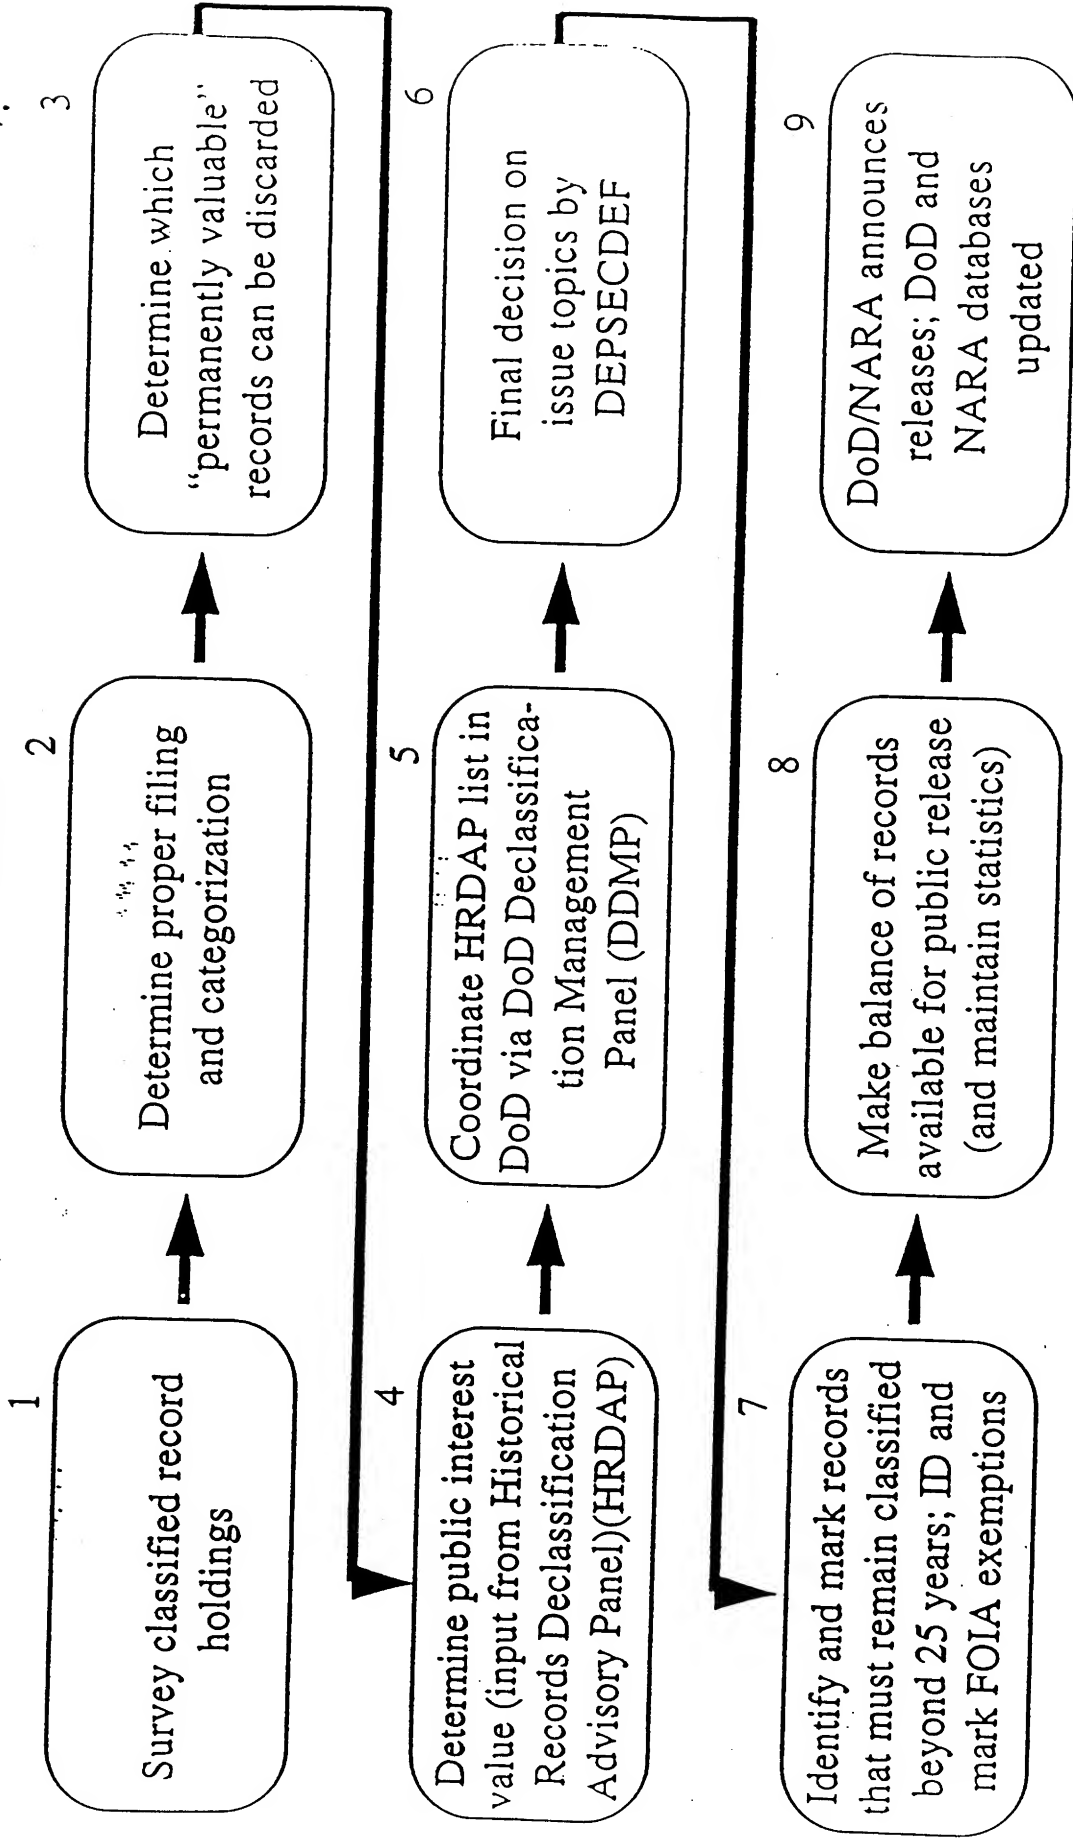 1
Survey classified record
holdings
2
Determine proper filing
and categorization
3
Determine which
“permanently valuable”
records can be discarded
4
Determine public interest
value (input from Historical
Records Declassification
Advisory Panel)(HRDAP)
5
Coordinate HRDAP list in
DoD via DoD Declassifica-
tion Management
Panel (DDMP)
6
Final decision on
issue topics by
DEPSECDEF
7
Identify and mark records
that must remain classified
beyond 25 years; ID and
mark FOIA exemptions
8
Make balance of records
available for public release
(and maintain statistics)
9
DoD/NARA announces
releases; DoD and
NARA databases
updated